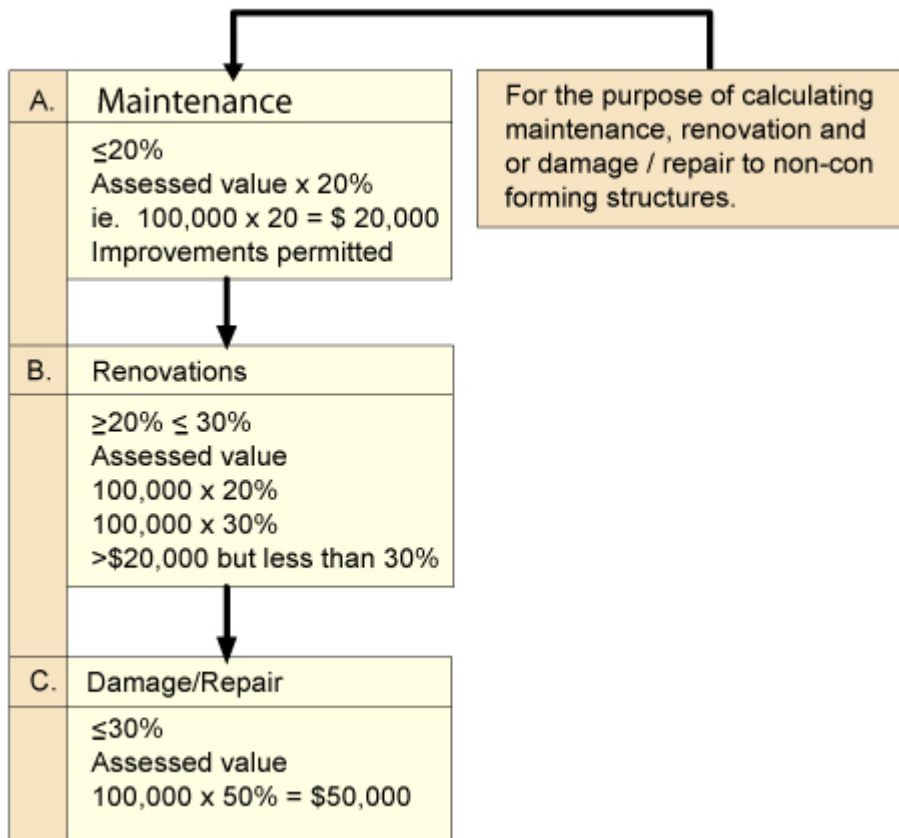 For the purpose of calculating
maintenance, renovation and
or damage / repair to non-con
forming structures.
A. Maintenance
≤20%
Assessed value x 20%
ie. 100,000 x 20 = $ 20,000
Improvements permitted
B. Renovations
≥20% ≤ 30%
Assessed value
100,000 x 20%
100,000 x 30%
>$20,000 but less than 30%
C. Damage/Repair
≤30%
Assessed value
100,000 x 50% = $50,000